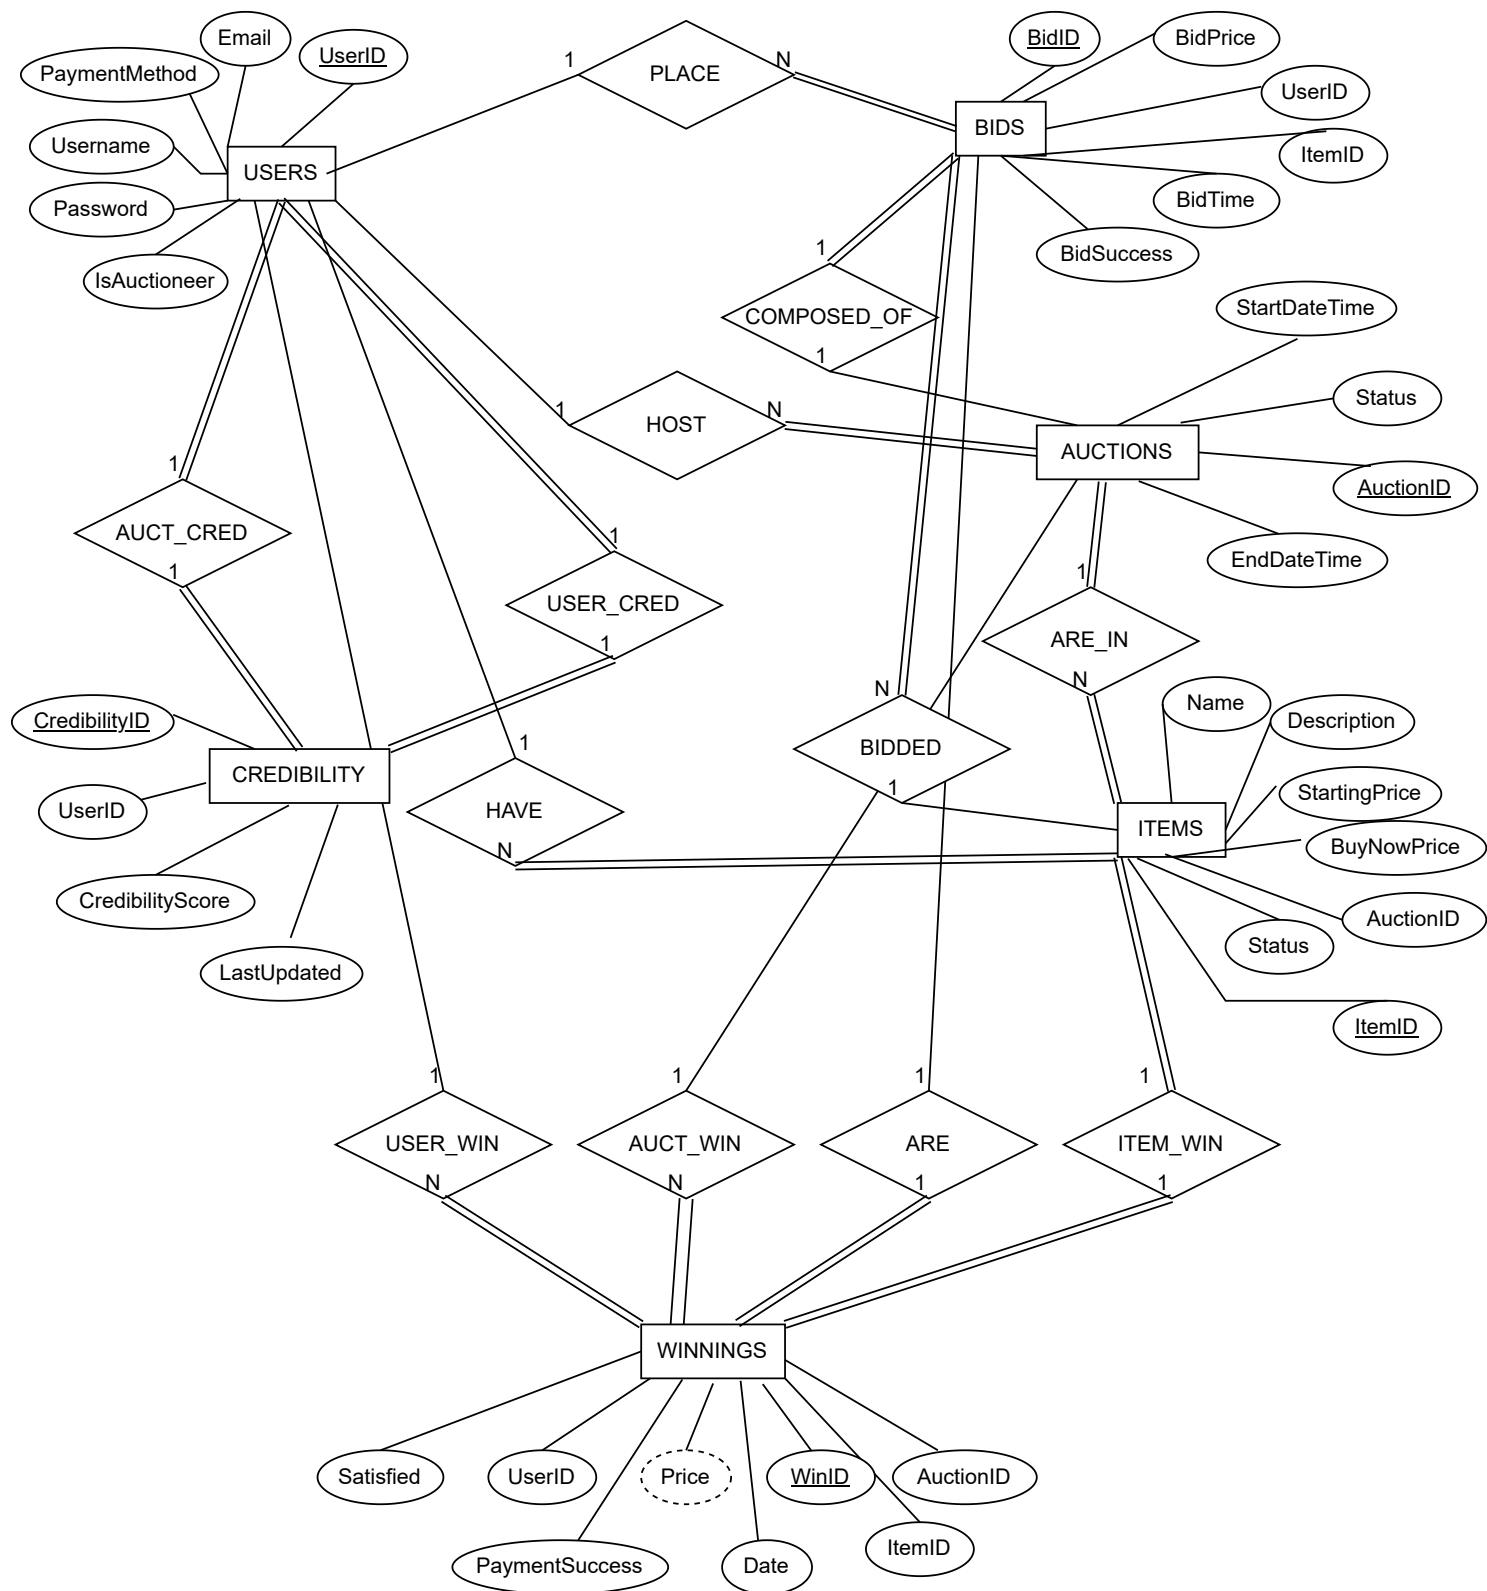 Email
UserID
PaymentMethod
Username
Password
IsAuctioneer
USERS
1
PLACE
N
BidID
BidPrice
UserID
ItemID
BidTime
BidSuccess
BIDS
1
COMPOSED_OF
1
StartDateTime
Status
AuctionID
EndDateTime
AUCTIONS
1
HOST
N
1
AUCT_CRED
1
1
USER_CRED
1
1
ARE_IN
N
CredibilityID
UserID
CredibilityScore
LastUpdated
CREDIBILITY
1
HAVE
N
N
BIDDED
1
Name
Description
StartingPrice
BuyNowPrice
AuctionID
Status
ItemID
ITEMS
1
USER_WIN
N
1
AUCT_WIN
N
1
ARE
1
1
ITEM_WIN
1
WINNINGS
Satisfied
UserID
Price
WinID
AuctionID
PaymentSuccess
Date
ItemID